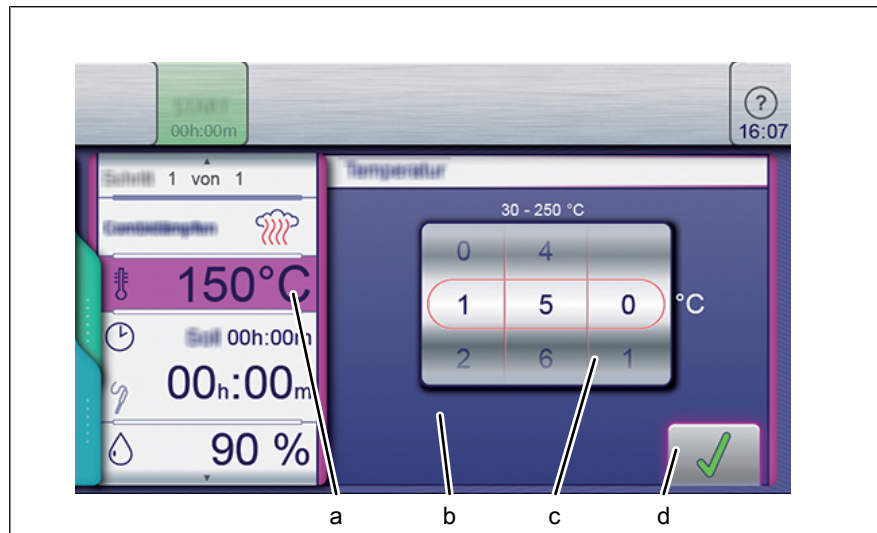 00h:00m
?
16:07
1 von 1
Temperatur
30 - 250 °C
150°C
00h:00m
00h:00m
90 %
0 4
1 5 0 °C
2 6 1
a b c d